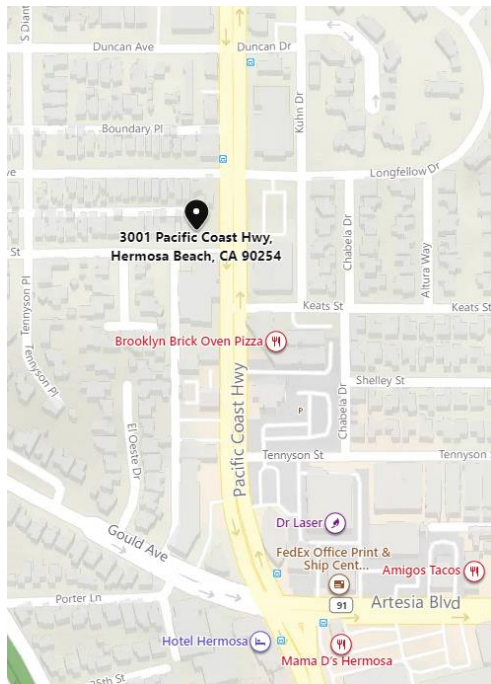 S Diant
Duncan Ave
Duncan Dr
Kuhn Dr
Boundary Pl
ve
Longfellow Dr
3001 Pacific Coast Hwy,
Hermosa Beach, CA 90254
St
Chabela Dr
Altura Way
Tennyson Pl
Keats St
Keats St
Brooklyn Brick Oven Pizza
Tennyson Pl
Pacific Coast Hwy
Shelley St
Chabela Dr
P
El Oeste Dr
Tennyson St
Tennyson
Gould Ave
Dr Laser
FedEx Office Print &
Ship Cent...
Amigos Tacos
Porter Ln
91
Artesia Blvd
Hotel Hermosa
Mama D's Hermosa
35th St